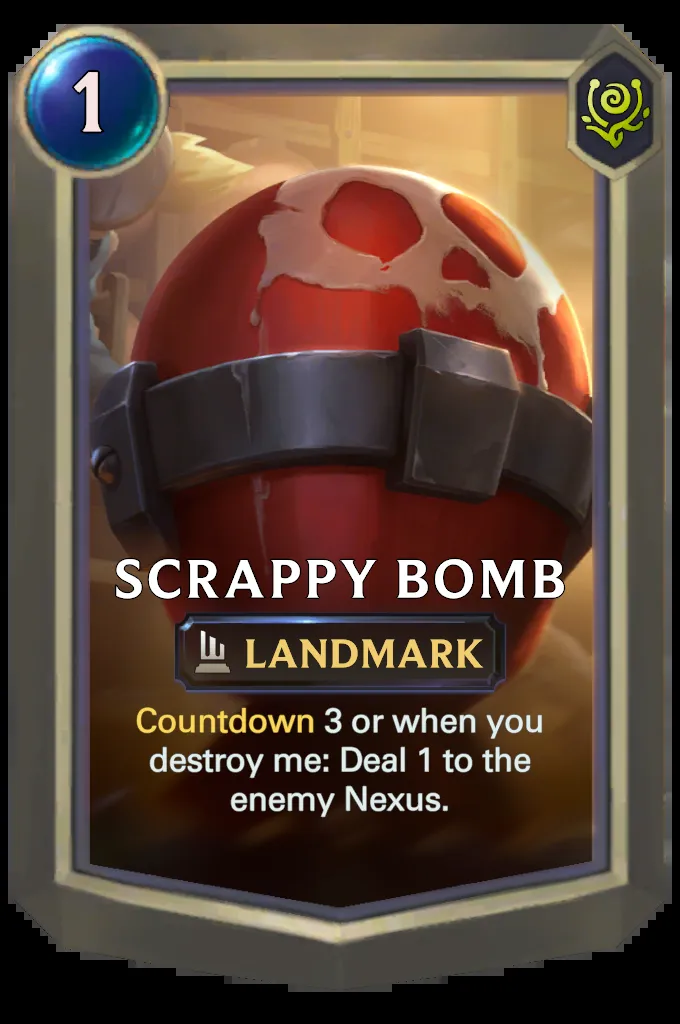 1
SCRAPPY BOMB
LANDMARK
Countdown 3 or when you
destroy me: Deal 1 to the
enemy Nexus.